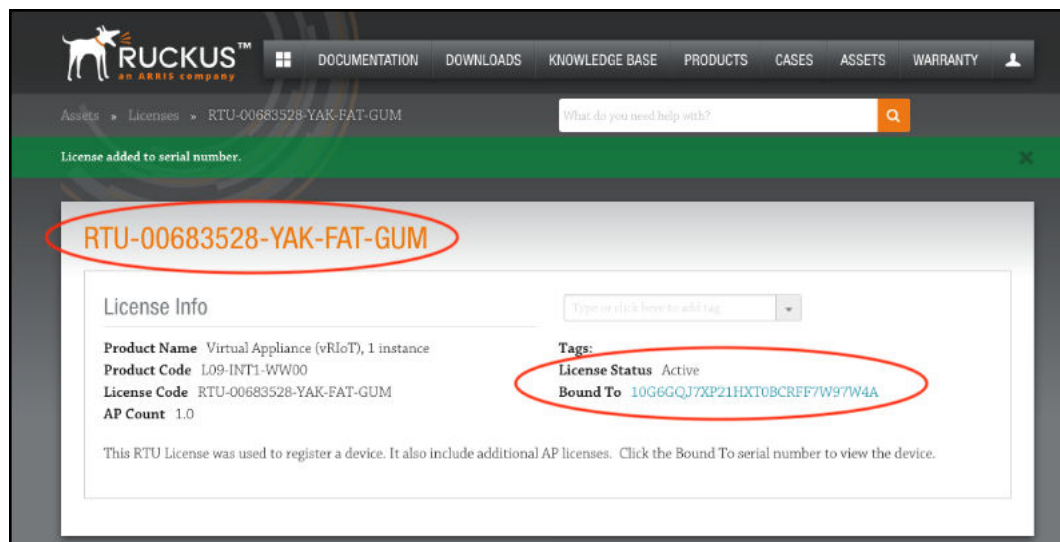 RUCKUS™
an ARRIS company
DOCUMENTATION DOWNLOADS KNOWLEDGE BASE PRODUCTS CASES ASSETS WARRANTY
Assets » Licenses » RTU-00683528-YAK-FAT-GUM
What do you need help with?
License added to serial number.
RTU-00683528-YAK-FAT-GUM
License Info
Type or click here to add tag
Product Name Virtual Appliance (vRIoT), 1 instance
Product Code L09-INT1-WW00
License Code RTU-00683528-YAK-FAT-GUM
AP Count 1.0
Tags:
License Status Active
Bound To 10G6GQJ7XP21HXT0BCRFF7W97W4A
This RTU License was used to register a device. It also include additional AP licenses. Click the Bound To serial number to view the device.